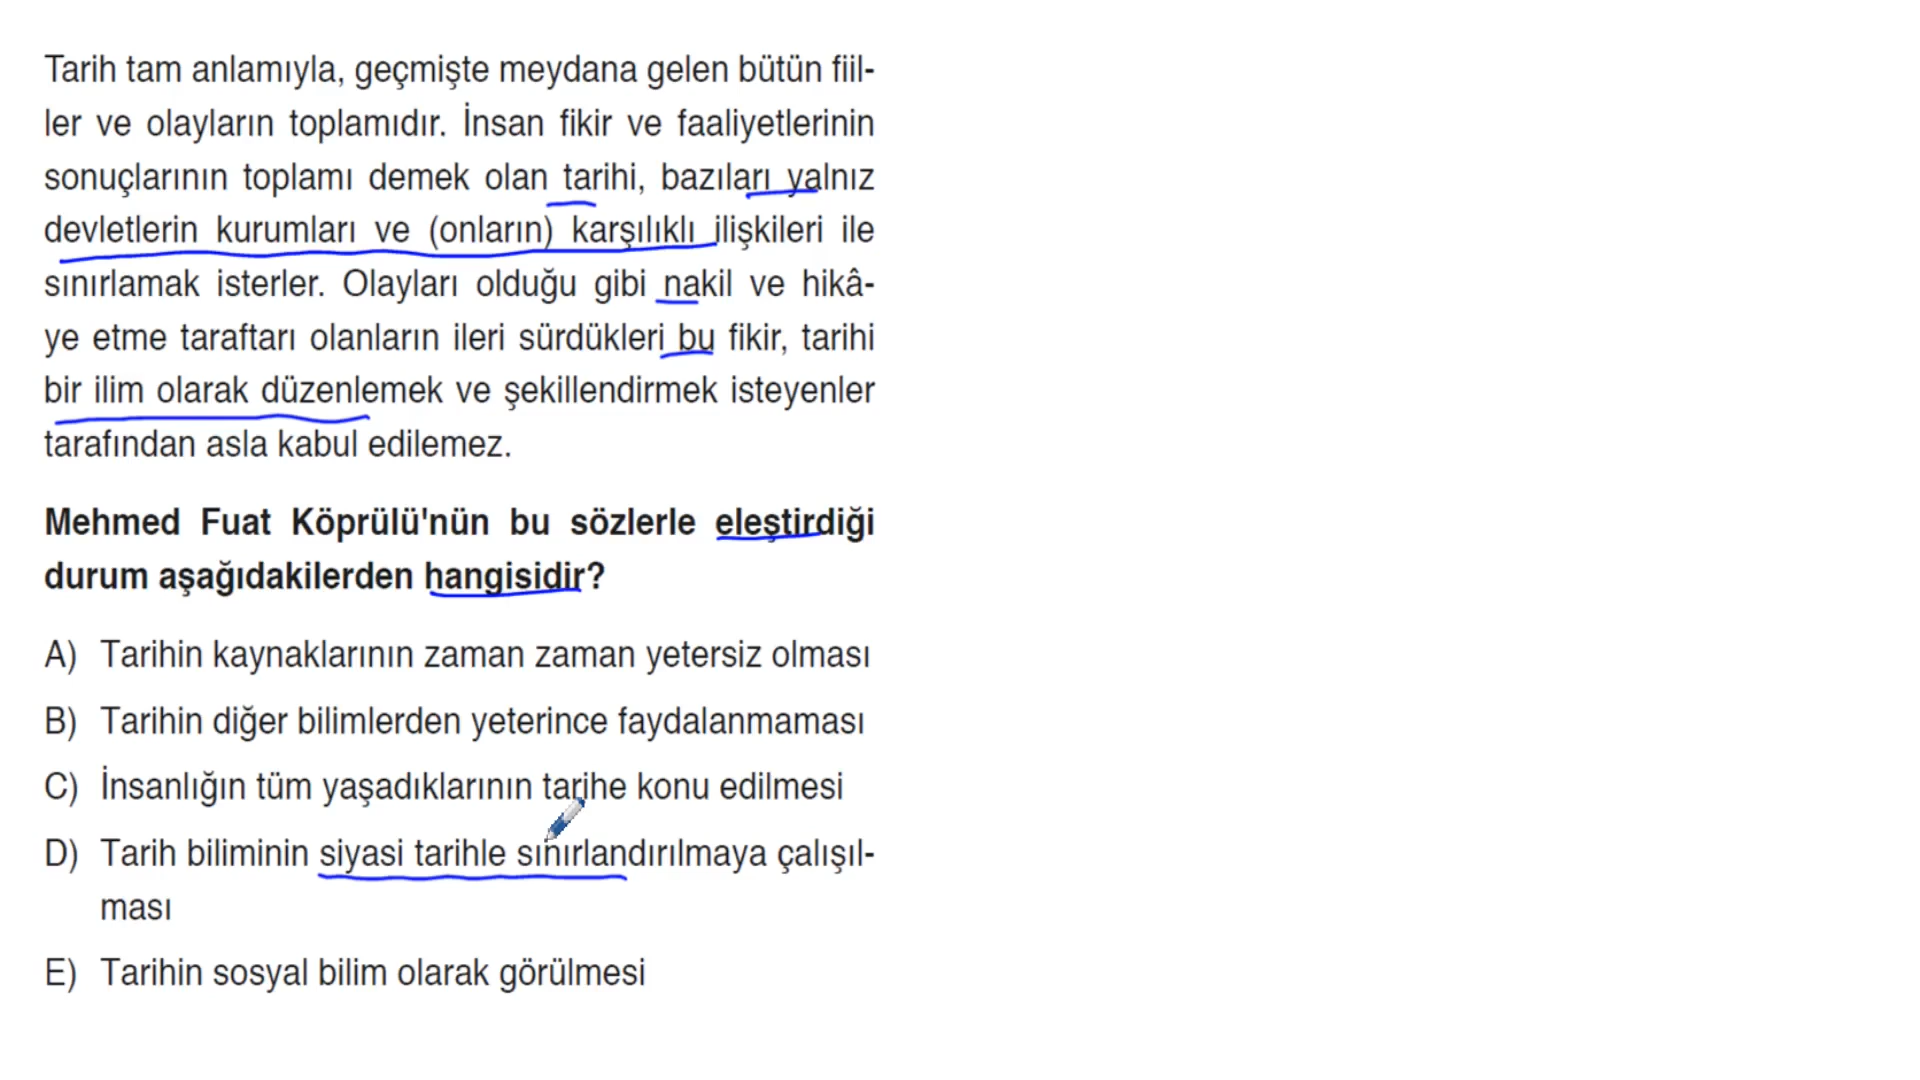 Tarih tam anlamıyla, geçmişte meydana gelen bütün fiil-
ler ve olayların toplamıdır. İnsan fikir ve faaliyetlerinin
sonuçlarının toplamı demek olan tarihi, bazıları yalnız
devletlerin kurumları ve (onların) karşılıklı ilişkileri ile
sınırlamak isterler. Olayları olduğu gibi nakil ve hikâ-
ye etme taraftarı olanların ileri sürdükleri bu fikir, tarihi
bir ilim olarak düzenlemek ve şekillendirmek isteyenler
tarafından asla kabul edilemez.
Mehmed Fuat Köprülü'nün bu sözlerle eleştirdiği
durum aşağıdakilerden hangisidir?
A) Tarihin kaynaklarının zaman zaman yetersiz olması
B) Tarihin diğer bilimlerden yeterince faydalanmaması
C) İnsanlığın tüm yaşadıklarının tarihe konu edilmesi
D) Tarih biliminin siyasi tarihle sınırlandırılmaya çalışıl-
ması
E) Tarihin sosyal bilim olarak görülmesi